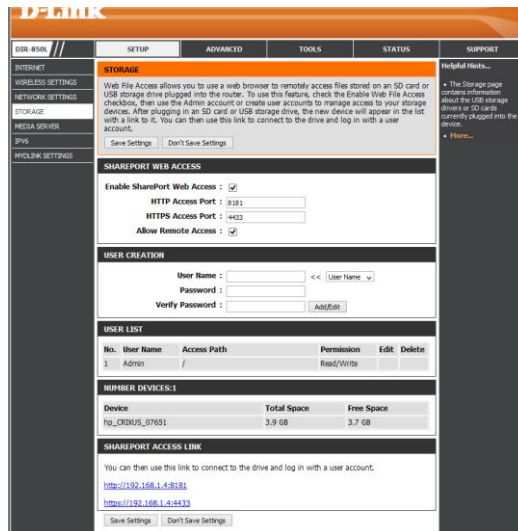 D-Link
DIR-850L
SETUP
ADVANCED
TOOLS
STATUS
SUPPORT
INTERNET
WIRELESS SETTINGS
NETWORK SETTINGS
STORAGE
MEDIA SERVER
IPV6
MYDLINK SETTINGS
STORAGE
Web File Access allows you to use a web browser to remotely access files stored on an SD card or
USB storage drive plugged into the router. To use this feature, check the Enable Web File Access
checkbox, then use the Admin account or create user accounts to manage access to your storage
devices. After plugging in an SD card or USB storage drive, the new device will appear in the list
with a link to it. You can then use this link to connect to the drive and log in with a user
account.
Save Settings Don't Save Settings
SHAREPORT WEB ACCESS
Enable SharePort Web Access :
HTTP Access Port : 8181
HTTPS Access Port : 4433
Allow Remote Access :
USER CREATION
User Name : << User Name
Password :
Verify Password : Add/Edit
USER LIST
No. User Name Access Path Permission Edit Delete
1 Admin / Read/Write
NUMBER DEVICES:1
Device Total Space Free Space
hp_CRIXUS_07651 3.9 GB 3.7 GB
SHAREPORT ACCESS LINK
You can then use this link to connect to the drive and log in with a user account.
http://192.168.1.4:8181
https://192.168.1.4:4433
Save Settings Don't Save Settings
Helpful Hints...
• The Storage page
contains information
about the USB storage
drivers or SD cards
currently plugged into the
device.
• More...